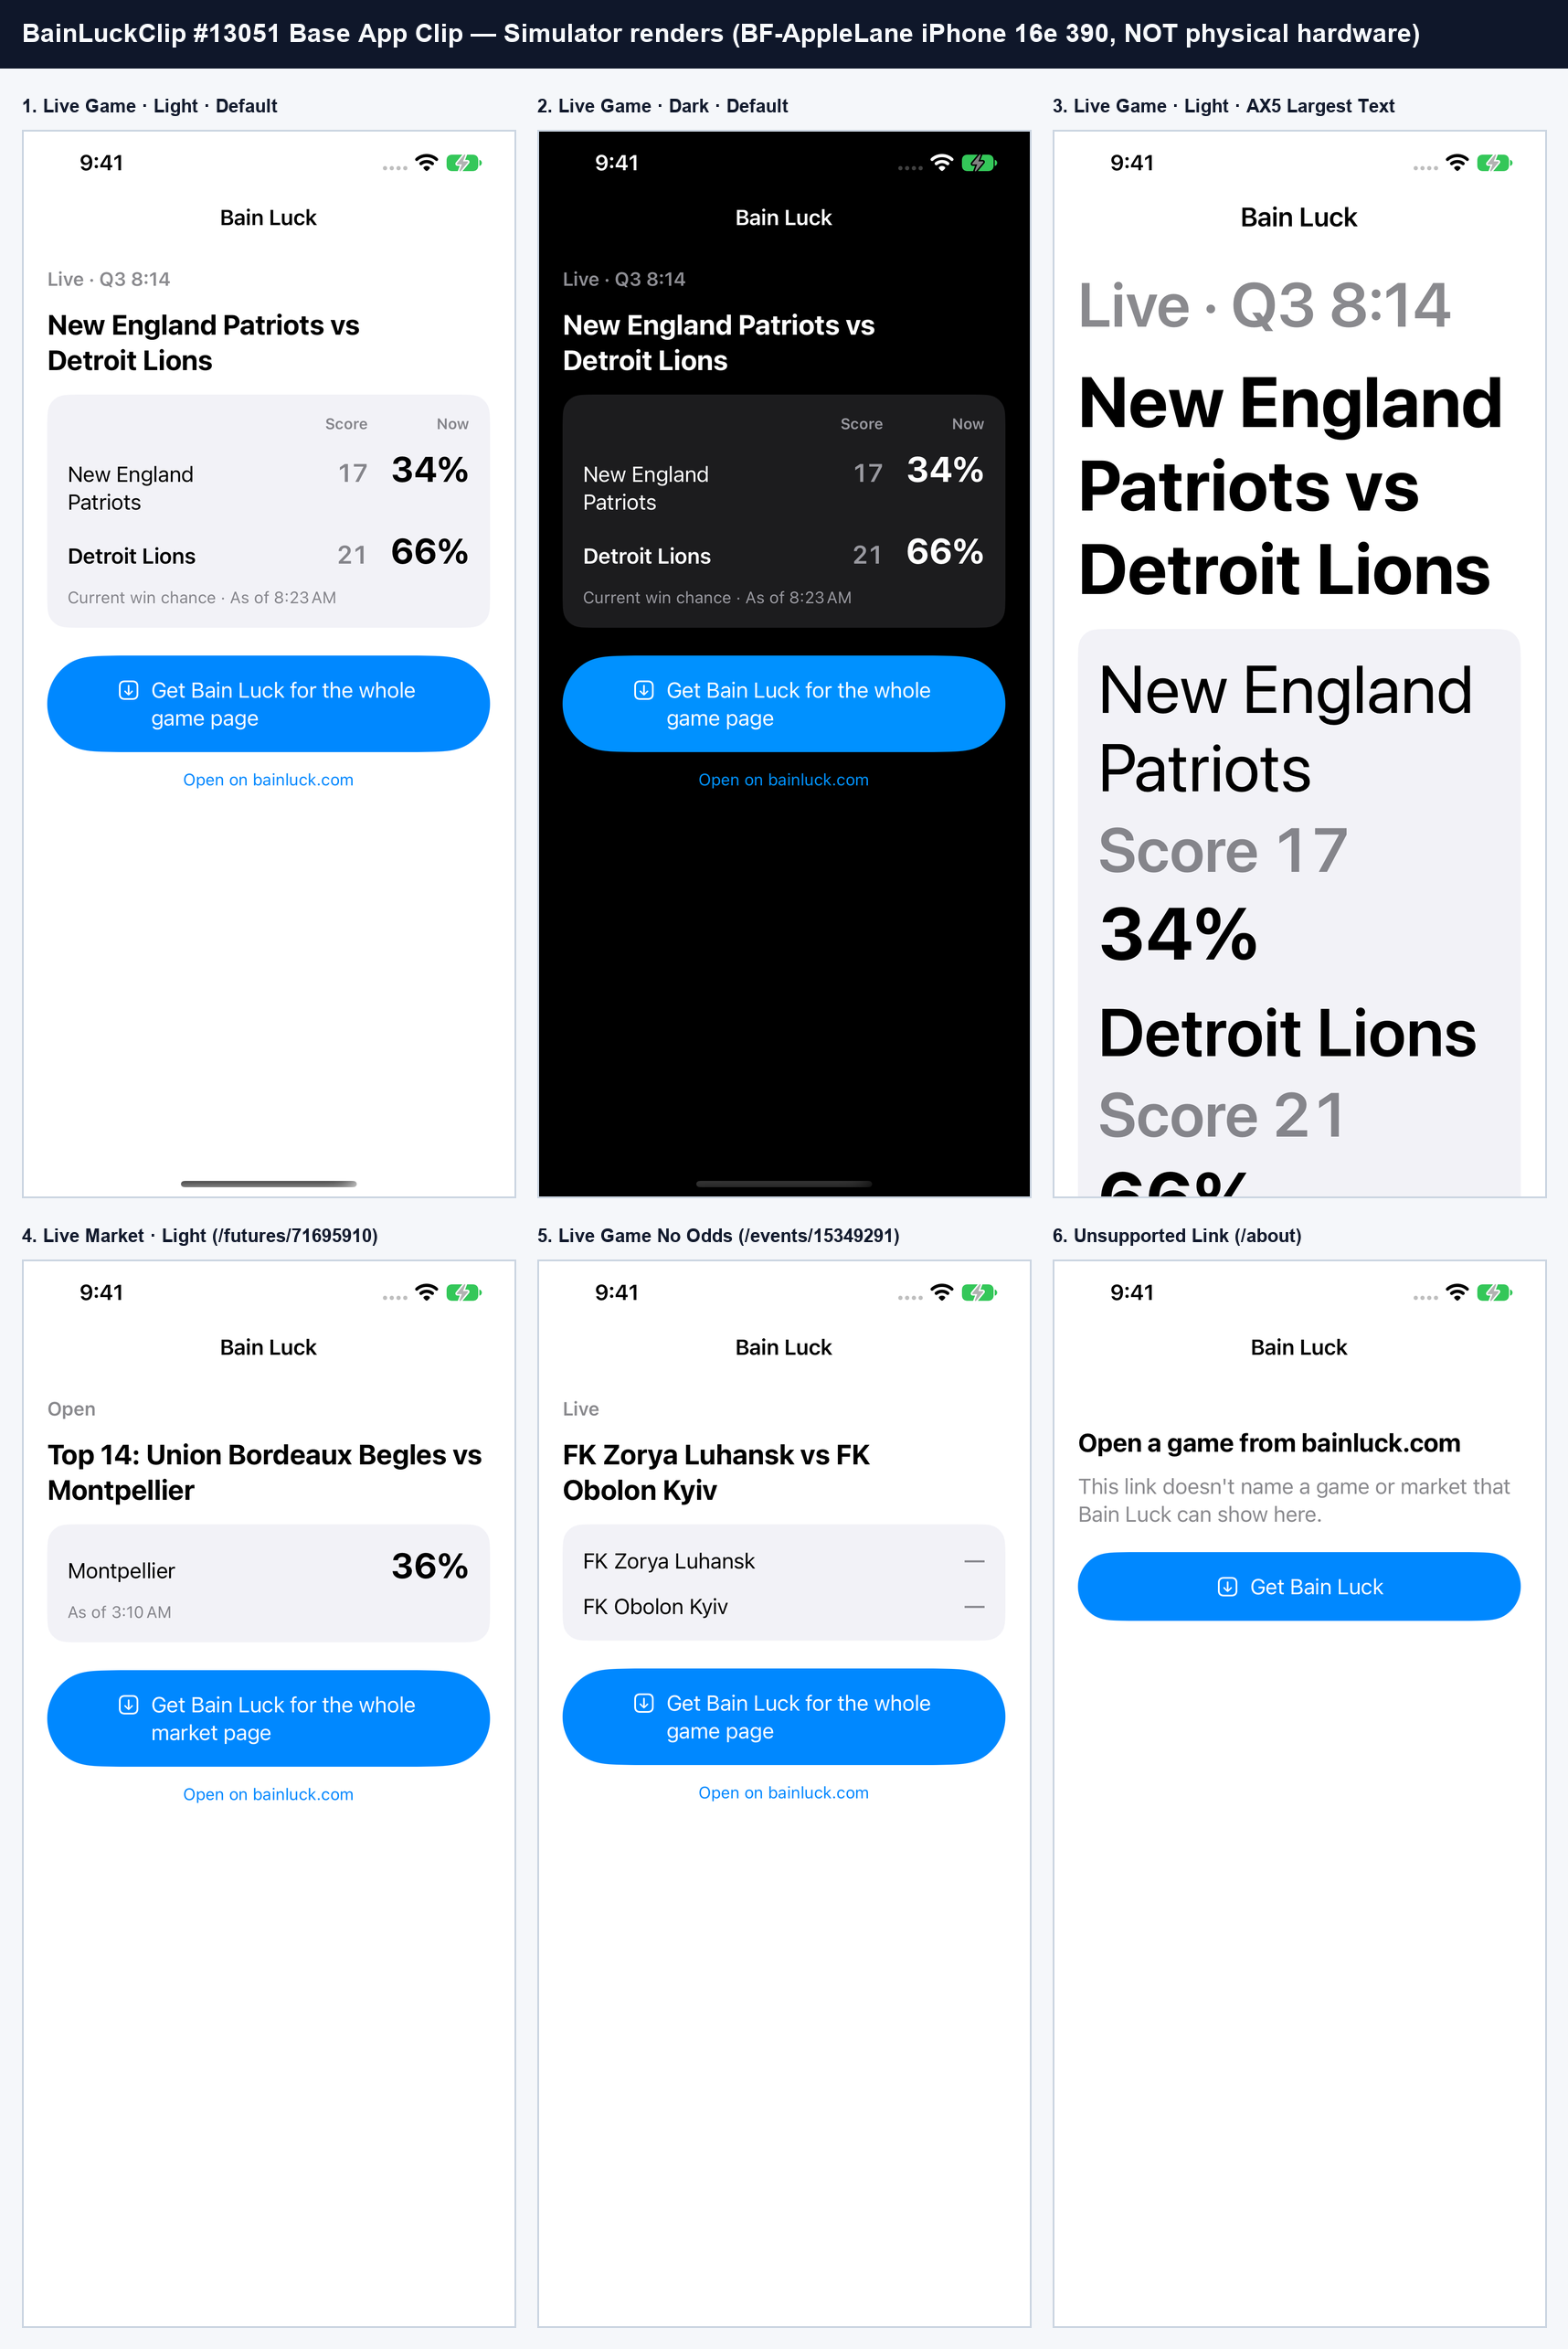 BainLuckClip #13051 Base App Clip — Simulator renders (BF-AppleLane iPhone 16e 390, NOT physical hardware)
1. Live Game · Light · Default
9:41
Bain Luck
Live · Q3 8:14
New England Patriots vs
Detroit Lions
Score Now
New England
Patriots
17 34%
Detroit Lions 21 66%
Current win chance · As of 8:23 AM
Get Bain Luck for the whole
game page
Open on bainluck.com
2. Live Game · Dark · Default
9:41
Bain Luck
Live · Q3 8:14
New England Patriots vs
Detroit Lions
Score Now
New England
Patriots
17 34%
Detroit Lions 21 66%
Current win chance · As of 8:23 AM
Get Bain Luck for the whole
game page
Open on bainluck.com
3. Live Game · Light · AX5 Largest Text
9:41
Bain Luck
Live · Q3 8:14
New England
Patriots vs
Detroit Lions
New England
Patriots
Score 17
34%
Detroit Lions
Score 21
66%
4. Live Market · Light (/futures/71695910)
9:41
Bain Luck
Open
Top 14: Union Bordeaux Begles vs
Montpellier
Montpellier 36%
As of 3:10 AM
Get Bain Luck for the whole
market page
Open on bainluck.com
5. Live Game No Odds (/events/15349291)
9:41
Bain Luck
Live
FK Zorya Luhansk vs FK
Obolon Kyiv
FK Zorya Luhansk —
FK Obolon Kyiv —
Get Bain Luck for the whole
game page
Open on bainluck.com
6. Unsupported Link (/about)
9:41
Bain Luck
Open a game from bainluck.com
This link doesn't name a game or market that
Bain Luck can show here.
Get Bain Luck